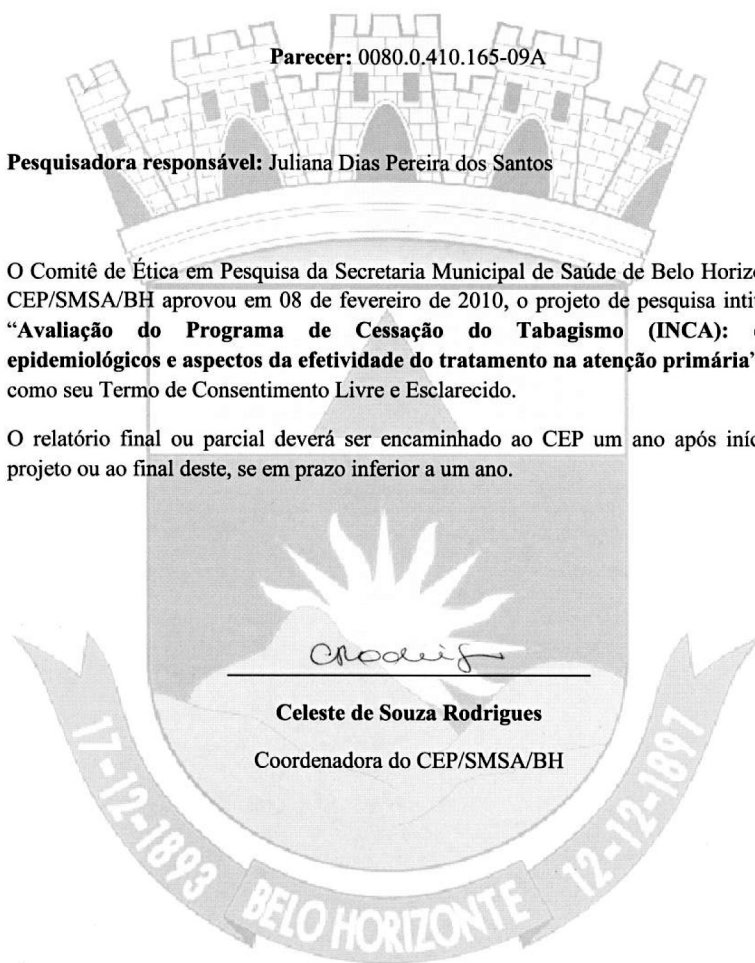 Parecer: 0080.0.410.165-09A
Pesquisadora responsável: Juliana Dias Pereira dos Santos
O Comitê de Ética em Pesquisa da Secretaria Municipal de Saúde de Belo Horizo
CEP/SMSA/BH aprovou em 08 de fevereiro de 2010, o projeto de pesquisa intit
“Avaliação do Programa de Cessação do Tabagismo (INCA):
epidemiológicos e aspectos da efetividade do tratamento na atenção primária”
como seu Termo de Consentimento Livre e Esclarecido.
O relatório final ou parcial deverá ser encaminhado ao CEP um ano após iníc
projeto ou ao final deste, se em prazo inferior a um ano.
CRodrig
Celeste de Souza Rodrigues
Coordenadora do CEP/SMSA/BH
17-12-1893
BELO HORIZONTE
12-12-1897